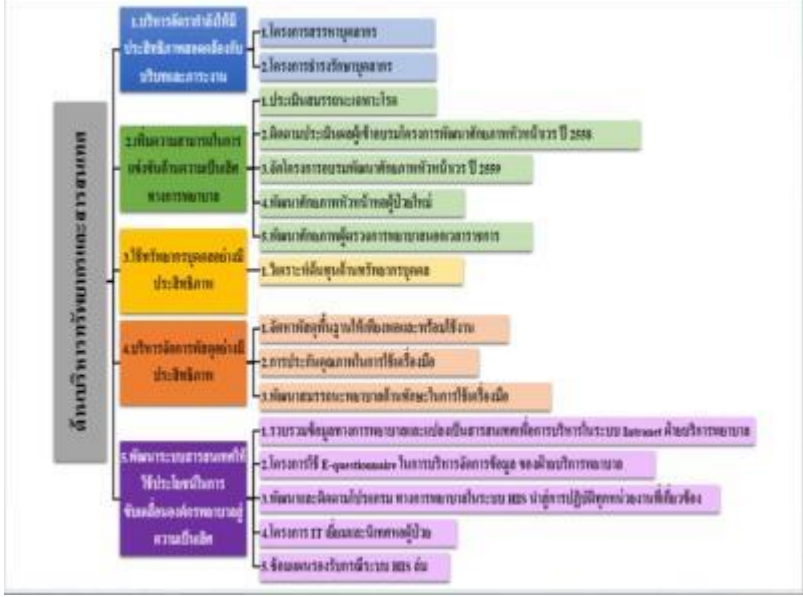 ด้านบริหารทรัพยากรและสารสนเทศ
1.บริหารอัตรากำลังให้มี
ประสิทธิภาพสอดคล้องกับ
บริบทและภาระงาน
1.โครงการสรรหาบุคลากร
2.โครงการธำรงรักษาบุคลากร
2.เพิ่มความสามารถในการ
แข่งขันด้านความเป็นเลิศ
ทางการพยาบาล
1.ประเมินสมรรถนะเฉพาะโรค
2.ติดตามประเมินผลผู้เข้าอบรมโครงการพัฒนาศักยภาพหัวหน้าเวร ปี 2558
3.จัดโครงการอบรมพัฒนาศักยภาพหัวหน้าเวร ปี 2559
4.พัฒนาศักยภาพหัวหน้าหอผู้ป่วยใหม่
5.พัฒนาศักยภาพผู้ตรวจการพยาบาลนอกเวลาราชการ
3.ใช้ทรัพยากรบุคคลอย่างมี
ประสิทธิภาพ
1.วิเคราะห์ต้นทุนด้านทรัพยากรบุคคล
4.บริหารจัดการพัสดุอย่างมี
ประสิทธิภาพ
1.จัดหาพัสดุพื้นฐานให้เพียงพอและพร้อมใช้งาน
2.การประกันคุณภาพในการใช้เครื่องมือ
3.พัฒนาสมรรถนะพยาบาลด้านทักษะในการใช้เครื่องมือ
5.พัฒนาระบบสารสนเทศให้
ใช้ประโยชน์ในการ
ขับเคลื่อนองค์กรพยาบาลสู่
ความเป็นเลิศ
1.รวบรวมข้อมูลทางการพยาบาลและแปลงเป็นสารสนเทศเพื่อการบริหารในระบบ Intranet ฝ่ายบริการพยาบาล
2.โครงการใช้ E-questionnaire ในการบริหารจัดการข้อมูล ของฝ่ายบริการพยาบาล
3.พัฒนาและติดตามโปรแกรม ทางการพยาบาลในระบบ HIS นำสู่การปฏิบัติทุกหน่วยงานที่เกี่ยวข้อง
4.โครงการ IT เยี่ยมและนิเทศหอผู้ป่วย
5.ซ้อมแผนรองรับกรณีระบบ HIS ล่ม